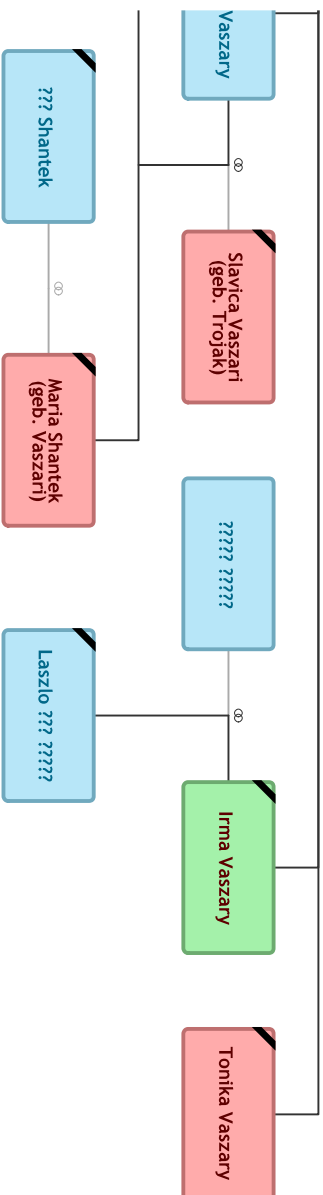 Vaszary
??? Shantek
Slavica Vaszari
(geb. Trojak)
Maria Shantek
(geb. Vaszari)
????? ?????
Laszlo ??? ?????
Irma Vaszary
Tonika Vaszary